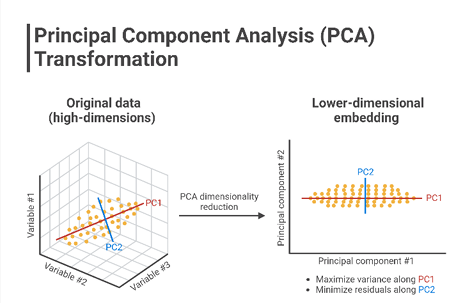 Principal Component Analysis (PCA)
Transformation
Original data
(high-dimensions)
Variable #1
Variable #2
Variable #3
PC1
PC2
PCA dimensionality
reduction
Lower-dimensional
embedding
Principal component #2
PC2
PC1
Principal component #1
• Maximize variance along PC1
• Minimize residuals along PC2